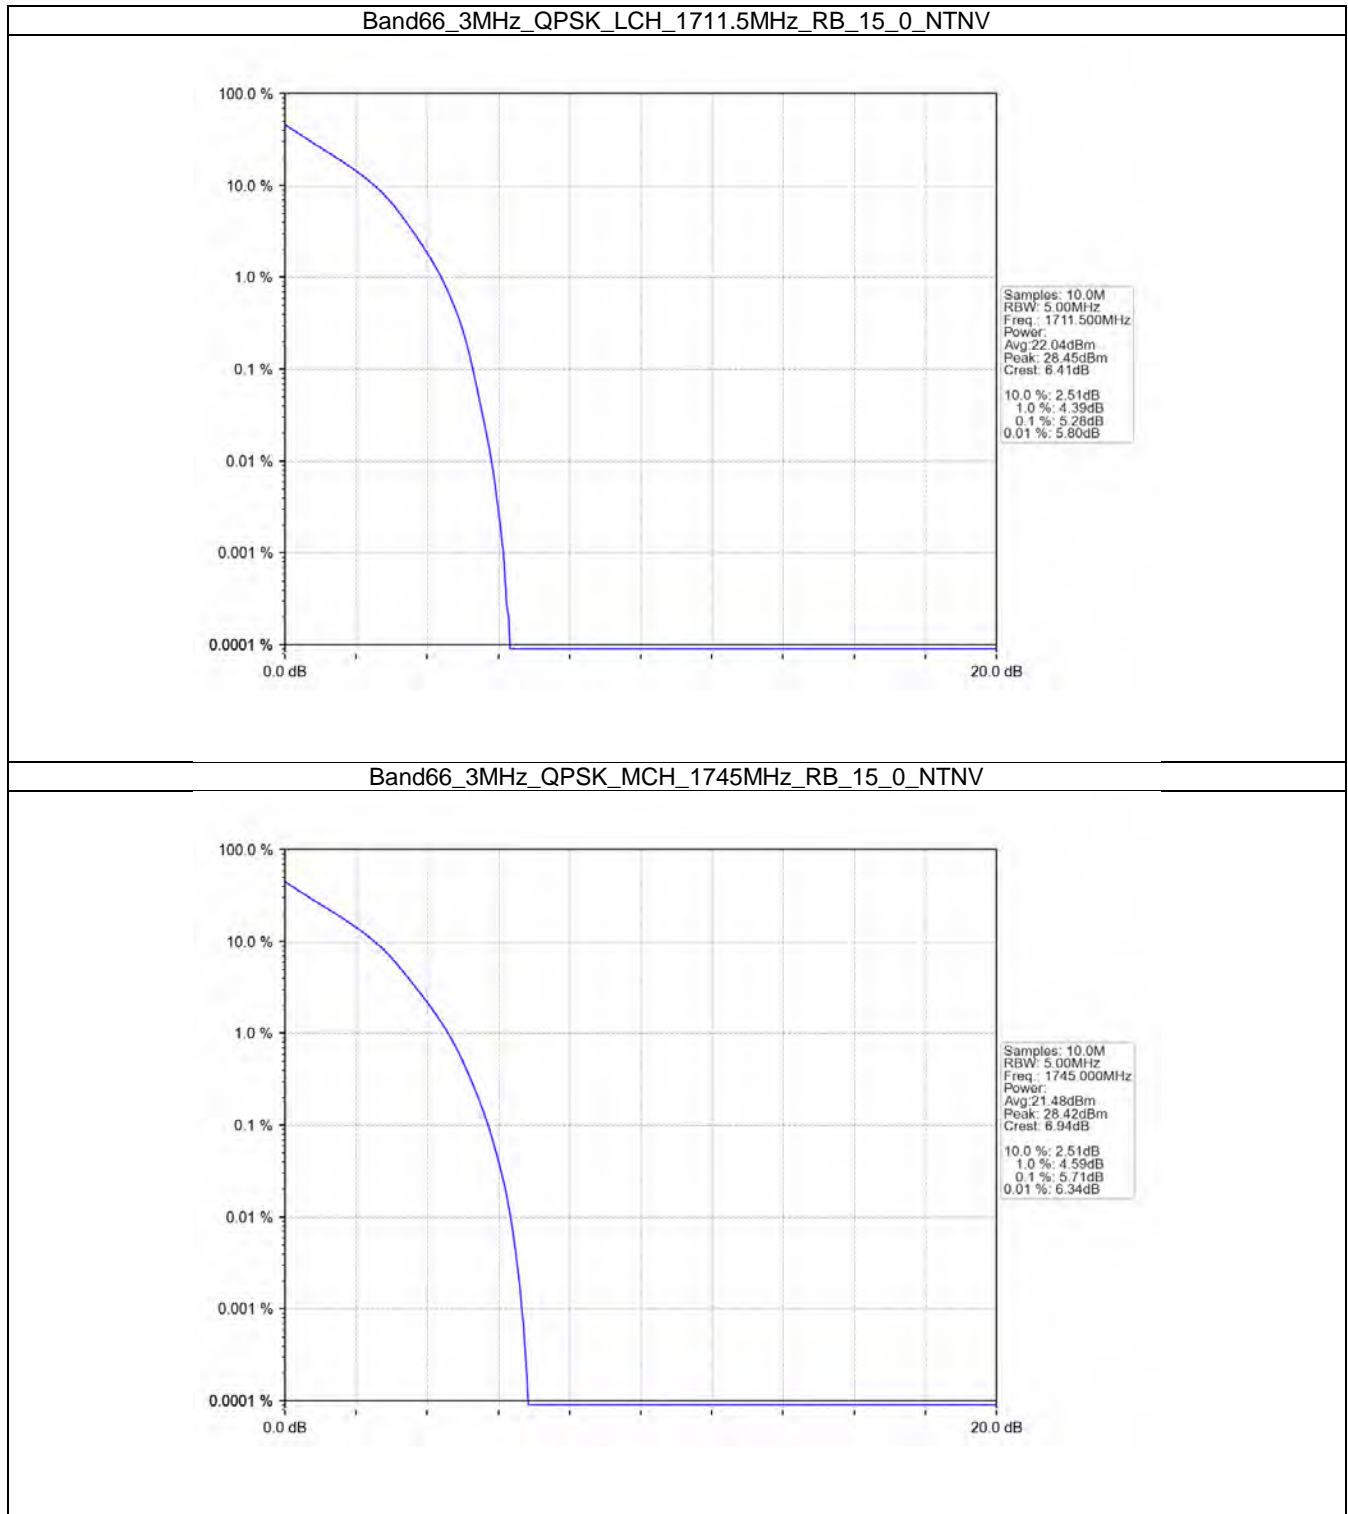 Band66_3MHz_QPSK_LCH_1711.5MHz_RB_15_0_NTNV
100.0 %
10.0 %
1.0 %
0.1 %
0.01 %
0.001 %
0.0001 %
0.0 dB
20.0 dB
Samples: 10.0M
RBW: 5.00MHz
Freq.: 1711.500MHz
Power:
Avg:22.04dBm
Peak: 28.45dBm
Crest: 6.41dB
10.0 %: 2.51dB
1.0 %: 4.39dB
0.1 %: 5.28dB
0.01 %: 5.80dB
Band66_3MHz_QPSK_MCH_1745MHz_RB_15_0_NTNV
100.0 %
10.0 %
1.0 %
0.1 %
0.01 %
0.001 %
0.0001 %
0.0 dB
20.0 dB
Samples: 10.0M
RBW: 5.00MHz
Freq.: 1745.000MHz
Power:
Avg:21.48dBm
Peak: 28.42dBm
Crest: 6.94dB
10.0 %: 2.51dB
1.0 %: 4.59dB
0.1 %: 5.71dB
0.01 %: 6.34dB